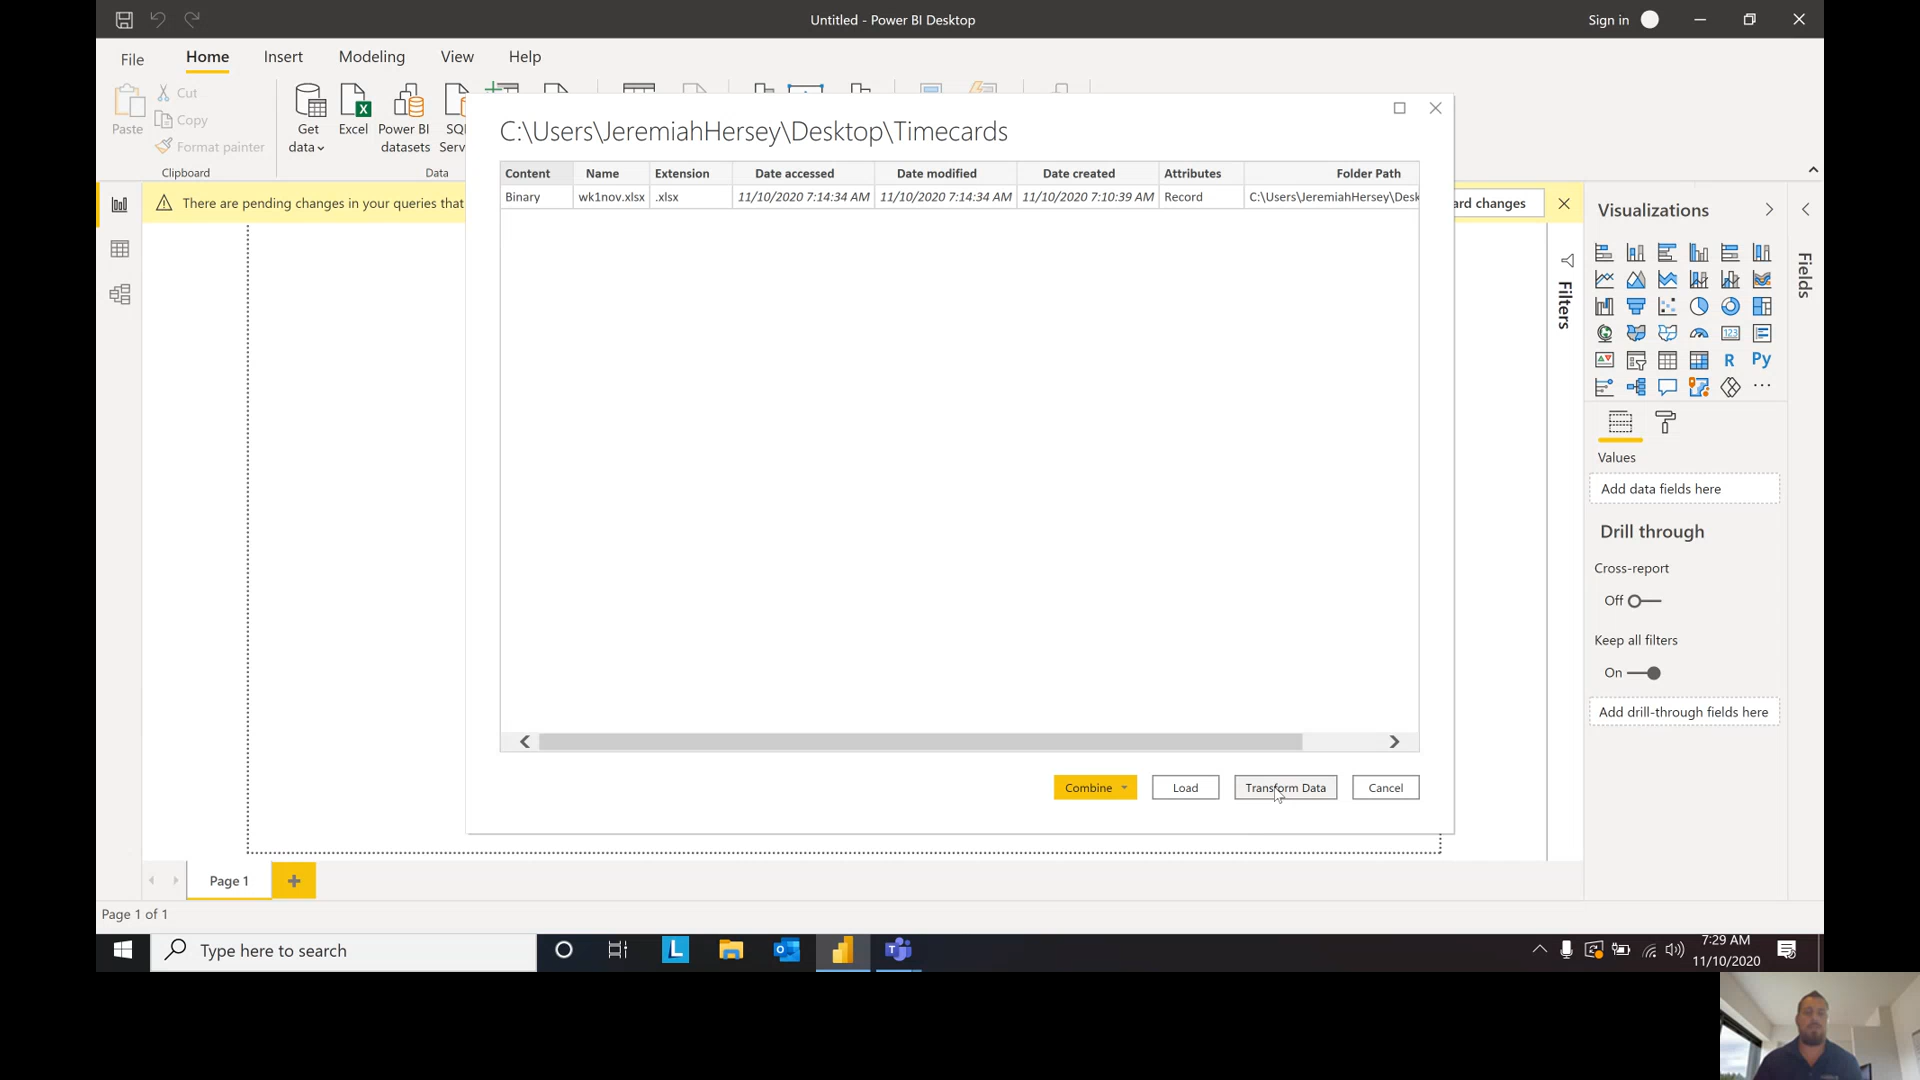 Untitled - Power BI Desktop
Sign in
File
Home
Insert
Modeling
View
Help
Paste
Cut
Copy
Format painter
Clipboard
Get
data
Excel
Power BI
datasets
SQ
Serv
Data
There are pending changes in your queries that
ard changes
C:\Users\JeremiahHersey\Desktop\Timecards
Content Name Extension Date accessed Date modified Date created Attributes Folder Path
Binary wk1nov.xlsx .xlsx 11/10/2020 7:14:34 AM 11/10/2020 7:14:34 AM 11/10/2020 7:10:39 AM Record C:\Users\JeremiahHersey\Desk
Combine
Load
Transform Data
Cancel
Filters
Visualizations
Fields
123
R
Py
Values
Add data fields here
Drill through
Cross-report
Off
Keep all filters
On
Add drill-through fields here
Page 1
Page 1 of 1
Type here to search
L
7:29 AM
11/10/2020